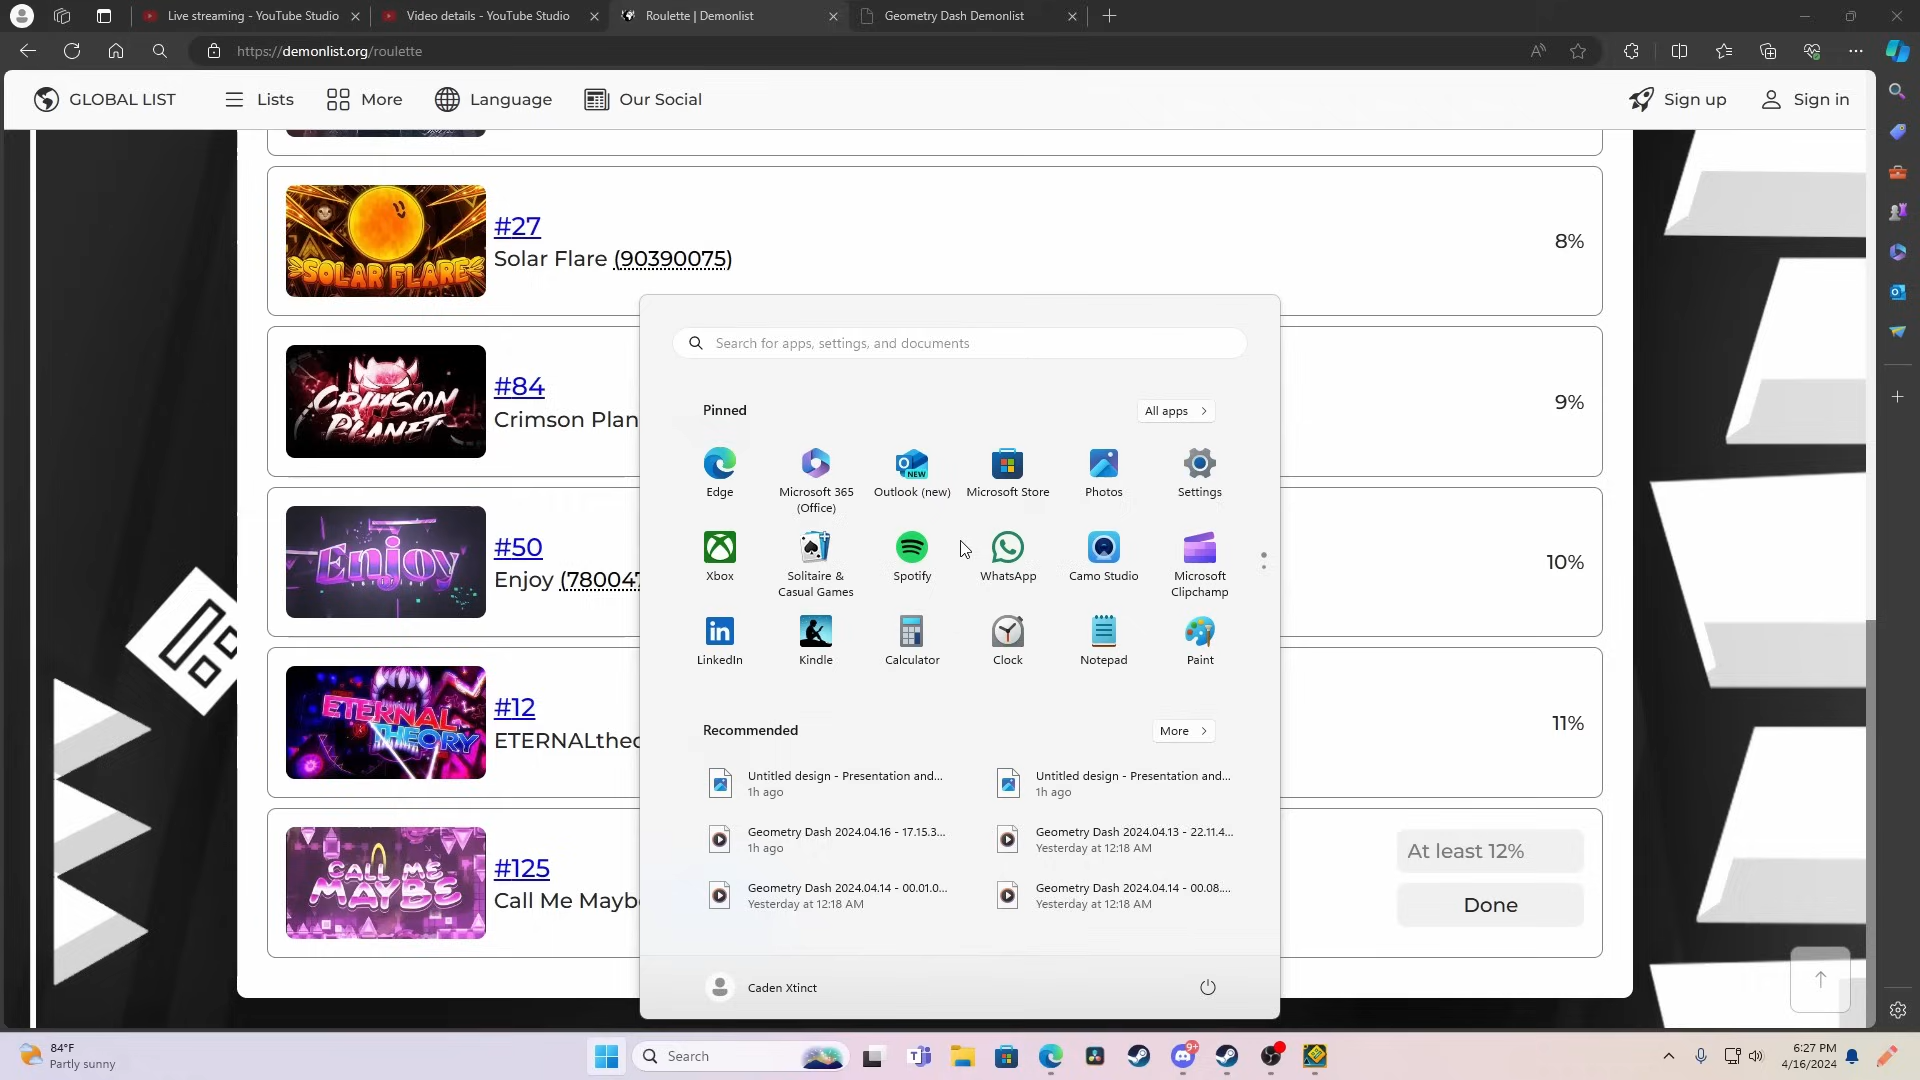 Live streaming - YouTube Studio
Video details - YouTube Studio
Roulette | Demonlist
Geometry Dash Demonlist
https://demonlist.org/roulette
GLOBAL LIST
Lists
More
Language
Our Social
Sign up
Sign in
SOLAR FLARE
#27
Solar Flare (90390075)
8%
CRIMSON
PLANET
#84
Crimson Plan
9%
Enjoy
#50
Enjoy (780047
10%
ETERNAL
THEORY
#12
ETERNALtheo
11%
CALL ME
MAYBE
#125
Call Me Maybe
At least 12%
Done
Search for apps, settings, and documents
Pinned
All apps
Edge
Microsoft 365
(Office)
NEW
Outlook (new)
Microsoft Store
Photos
Settings
Xbox
Solitaire &
Casual Games
Spotify
WhatsApp
Camo Studio
Microsoft
Clipchamp
in
LinkedIn
Kindle
Calculator
Clock
Notepad
Paint
Recommended
More
Untitled design - Presentation and...
1h ago
Untitled design - Presentation and...
1h ago
Geometry Dash 2024.04.16 - 17.15.3...
1h ago
Geometry Dash 2024.04.13 - 22.11.4...
Yesterday at 12:18 AM
Geometry Dash 2024.04.14 - 00.01.0...
Yesterday at 12:18 AM
Geometry Dash 2024.04.14 - 00.08....
Yesterday at 12:18 AM
Caden Xtinct
84°F
Partly sunny
Search
9+
6:27 PM
4/16/2024